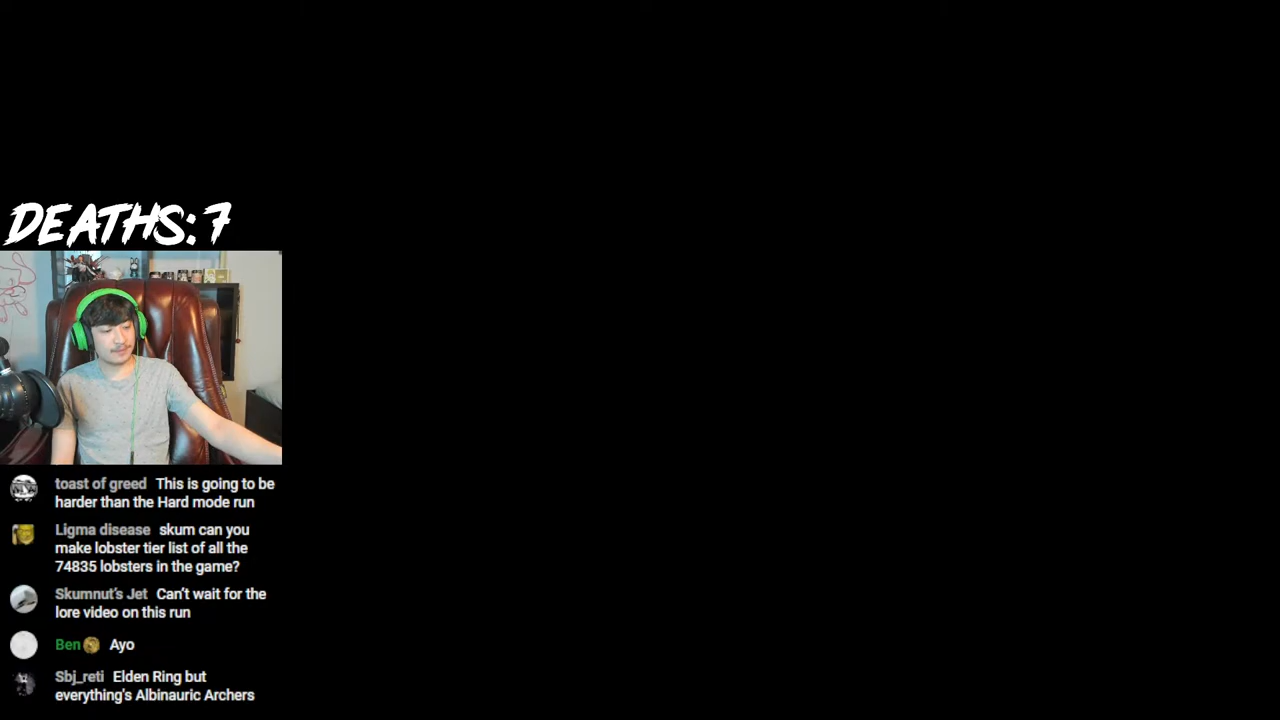 DEATHS: 7
toast of greed This is going to be
harder than the Hard mode run
Ligma disease skum can you
make lobster tier list of all the
74835 lobsters in the game?
Skumnut's Jet Can't wait for the
lore video on this run
Ben Ayo
Sbj_reti Elden Ring but
everything's Albinauric Archers